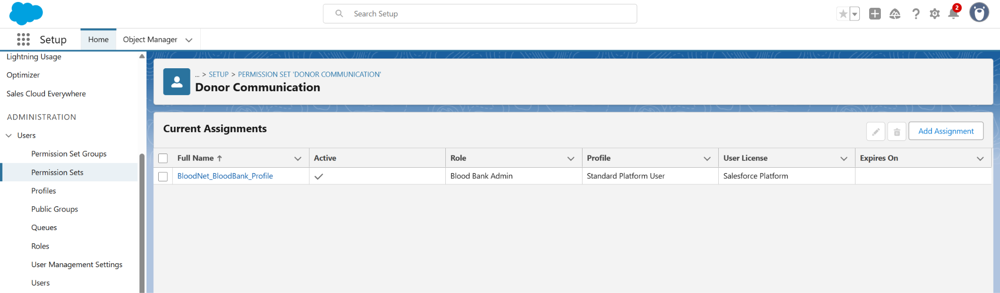 Search Setup
2
Setup
Home
Object Manager
Lightning Usage
Optimizer
Sales Cloud Everywhere
ADMINISTRATION
Users
Permission Set Groups
Permission Sets
Profiles
Public Groups
Queues
Roles
User Management Settings
Users
... > SETUP > PERMISSION SET 'DONOR COMMUNICATION'
Donor Communication
Current Assignments
Add Assignment
Full Name Active Role Profile User License Expires On
BloodNet_BloodBank_Profile Blood Bank Admin Standard Platform User Salesforce Platform